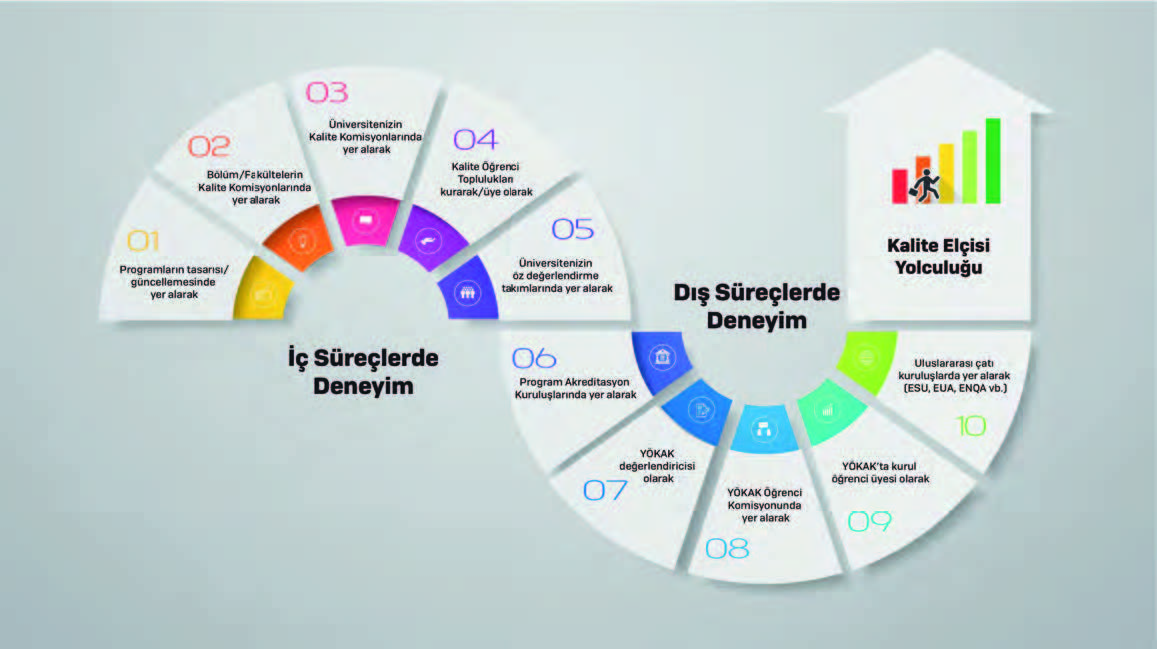 01
Programların tasarısı/
güncellemesinde
yer alarak
02
Bölüm/Fakültelerin
Kalite Komisyonlarında
yer alarak
03
Üniversitenizin
Kalite Komisyonlarında
yer alarak
04
Kalite Öğrenci
Toplulukları
kurarak/üye olarak
05
Üniversitenizin
öz değerlendirme
takımlarında yer alarak
İç Süreçlerde
Deneyim
06
Program Akreditasyon
Kuruluşlarında yer alarak
YÖKAK
değerlendiricisi
olarak
07
YÖKAK Öğrenci
Komisyonunda
yer alarak
08
YÖKAK'ta kurul
öğrenci üyesi olarak
09
Uluslararası çatı
kuruluşlarda yer alarak
(ESU, EUA, ENQA vb.)
10
Dış Süreçlerde
Deneyim
Kalite Elçisi
Yolculuğu